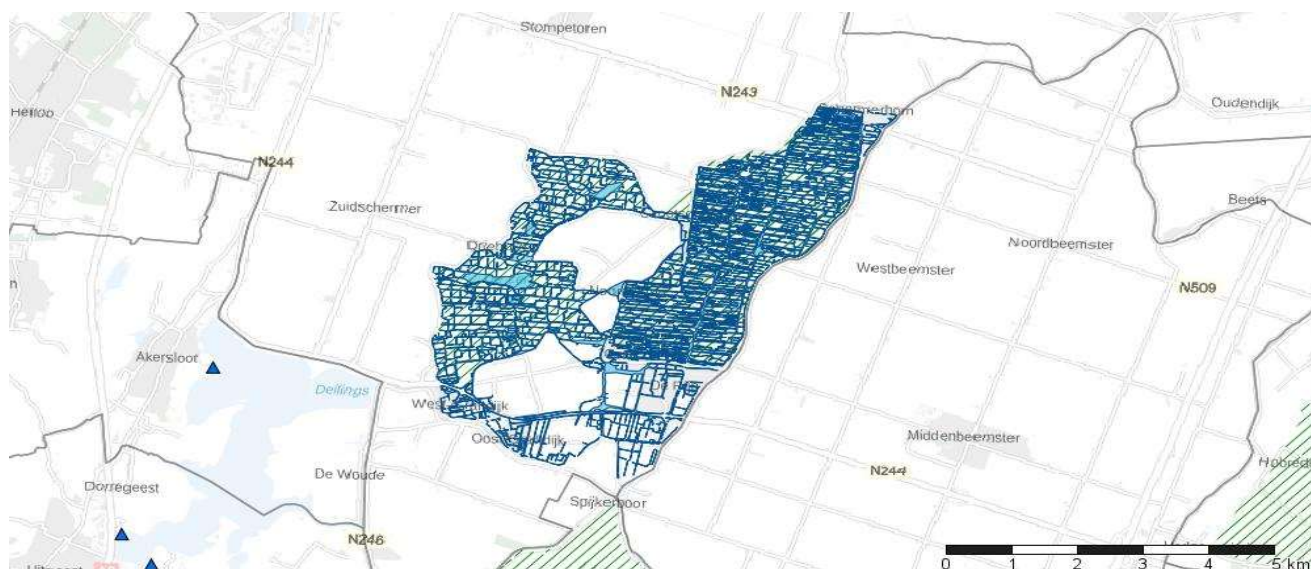 Stompetoren
N243
Heiloo
Oudendijk
N244
Beets
Zuidschermer
Noordbeemster
Westbeemster
N509
Akersloot
Deilings
Middenbeemster
N244
De Woude
Dorregeest
Spijkerboor
N246
0 1 2 3 4 5 km